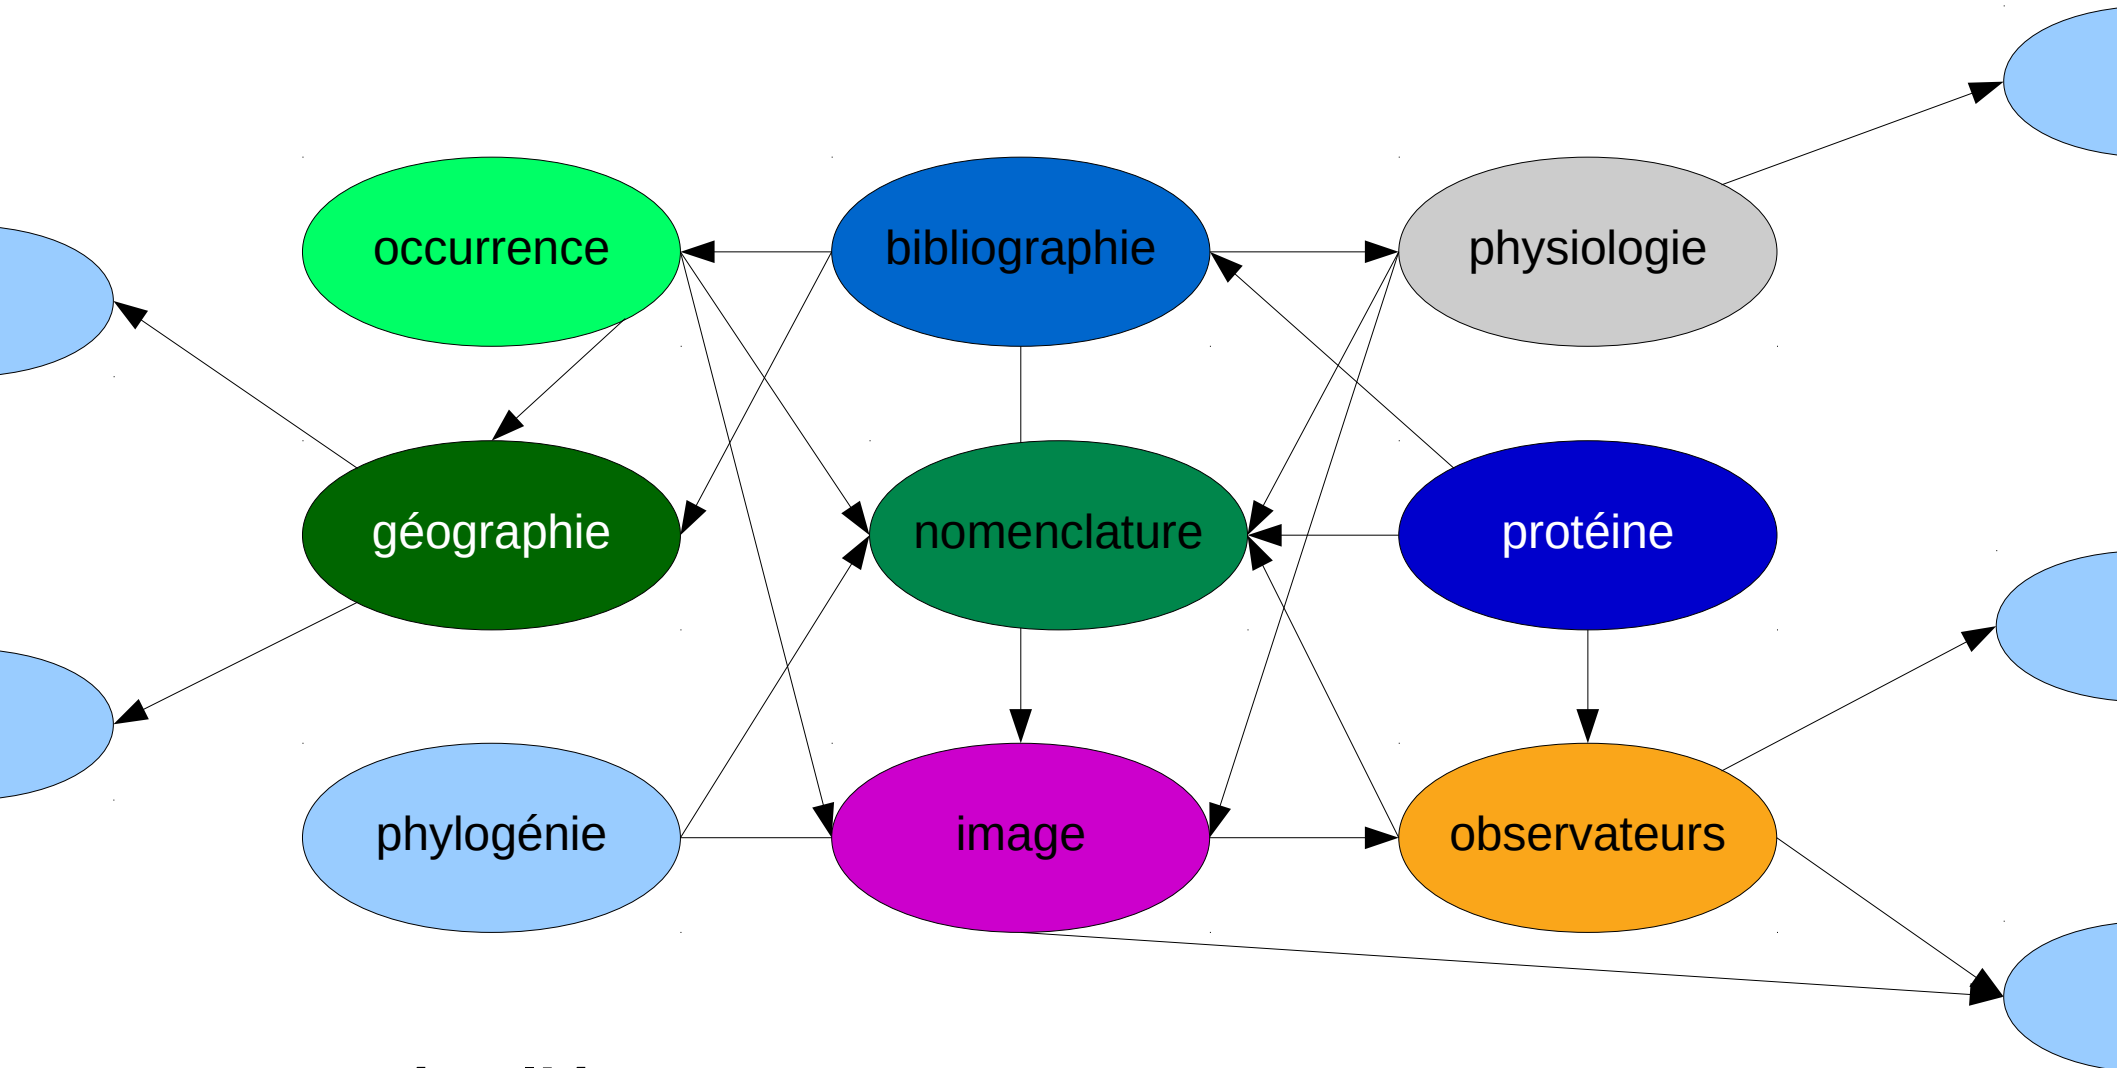 occurrence
bibliographie
physiologie
géographie
nomenclature
protéine
phylogénie
image
observateurs